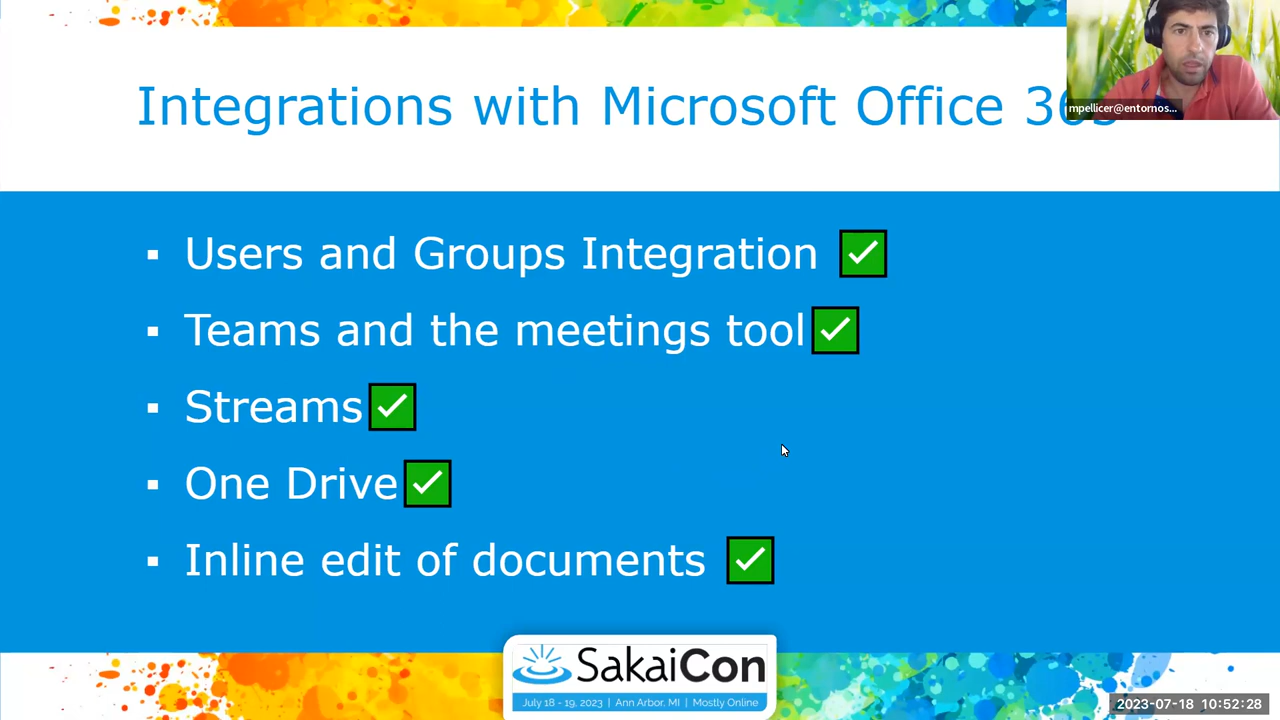 Integrations with Microsoft Office
mpellicer@entornos...
Users and Groups Integration
Teams and the meetings tool
Streams
One Drive
Inline edit of documents
SakaiCon
July 18 - 19, 2023 | Ann Arbor. MI | Mostly Online
2023-07-18 10:52:28